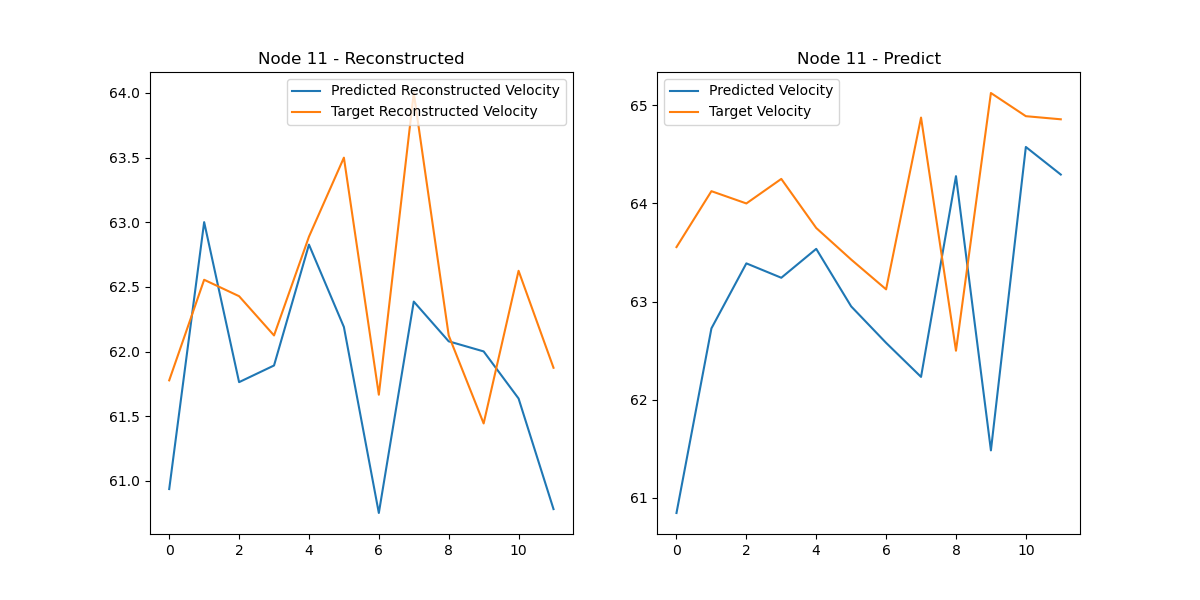 Node 11 - Reconstructed
Predicted Reconstructed Velocity
Target Reconstructed Velocity
64.0
63.5
63.0
62.5
62.0
61.5
61.0
0 2 4 6 8 10
Node 11 - Predict
Predicted Velocity
Target Velocity
65
64
63
62
61
0 2 4 6 8 10